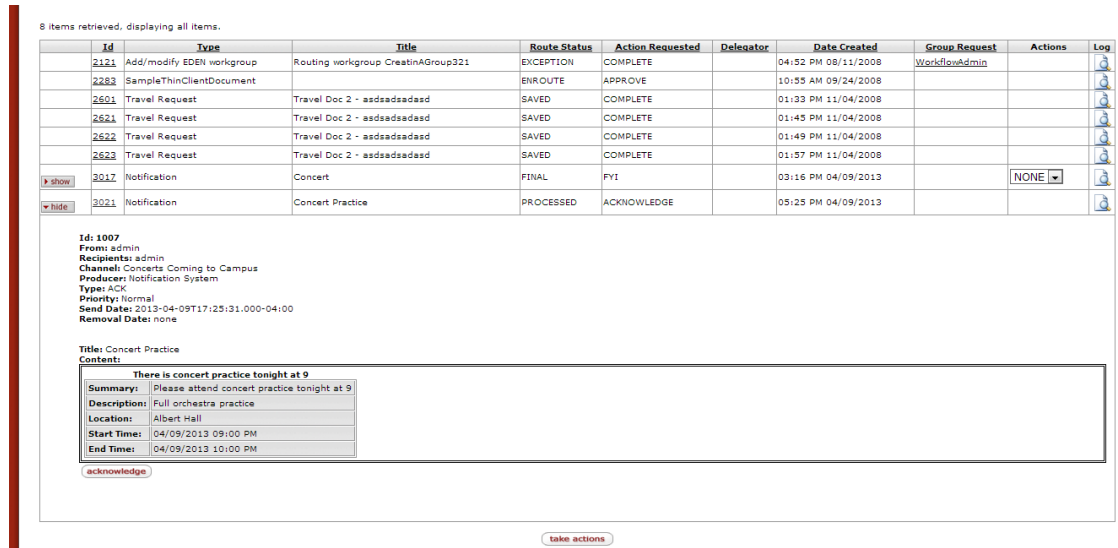 8 items retrieved, displaying all items.
Id Type Title Route Status Action Requested Delegator Date Created Group Request Actions Log
2121 Add/modify EDEN workgroup Routing workgroup CreatinAGroup321 EXCEPTION COMPLETE 04:52 PM 08/11/2008 WorkflowAdmin
2283 SampleThinClientDocument ENROUTE APPROVE 10:55 AM 09/24/2008
2601 Travel Request Travel Doc 2 - asdsadsadasd SAVED COMPLETE 01:33 PM 11/04/2008
2621 Travel Request Travel Doc 2 - asdsadsadasd SAVED COMPLETE 01:45 PM 11/04/2008
2622 Travel Request Travel Doc 2 - asdsadsadasd SAVED COMPLETE 01:49 PM 11/04/2008
2623 Travel Request Travel Doc 2 - asdsadsadasd SAVED COMPLETE 01:57 PM 11/04/2008
show 3017 Notification Concert FINAL FYI 03:16 PM 04/09/2013 NONE
hide 3021 Notification Concert Practice PROCESSED ACKNOWLEDGE 05:25 PM 04/09/2013
Id: 1007
From: admin
Recipients: admin
Channel: Concerts Coming to Campus
Producer: Notification System
Type: ACK
Priority: Normal
Send Date: 2013-04-09T17:25:31.000-04:00
Removal Date: none
Title: Concert Practice
Content:
There is concert practice tonight at 9
Summary: Please attend concert practice tonight at 9
Description: Full orchestra practice
Location: Albert Hall
Start Time: 04/09/2013 09:00 PM
End Time: 04/09/2013 10:00 PM
acknowledge
take actions